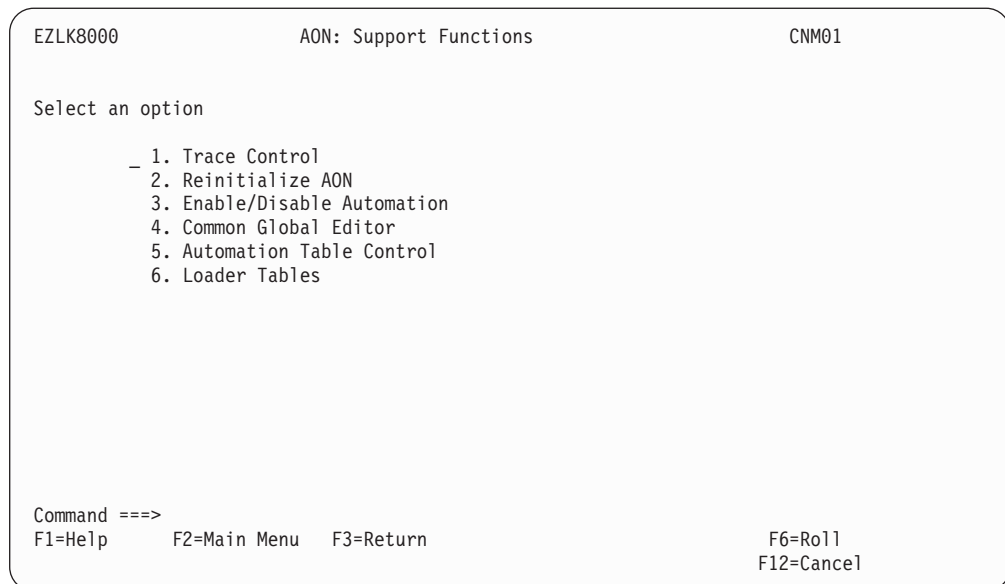 EZLK8000 AON: Support Functions CNM01
Select an option
_ 1. Trace Control
2. Reinitialize AON
3. Enable/Disable Automation
4. Common Global Editor
5. Automation Table Control
6. Loader Tables
Command ===>
F1=Help F2=Main Menu F3=Return F6=Roll
F12=Cancel